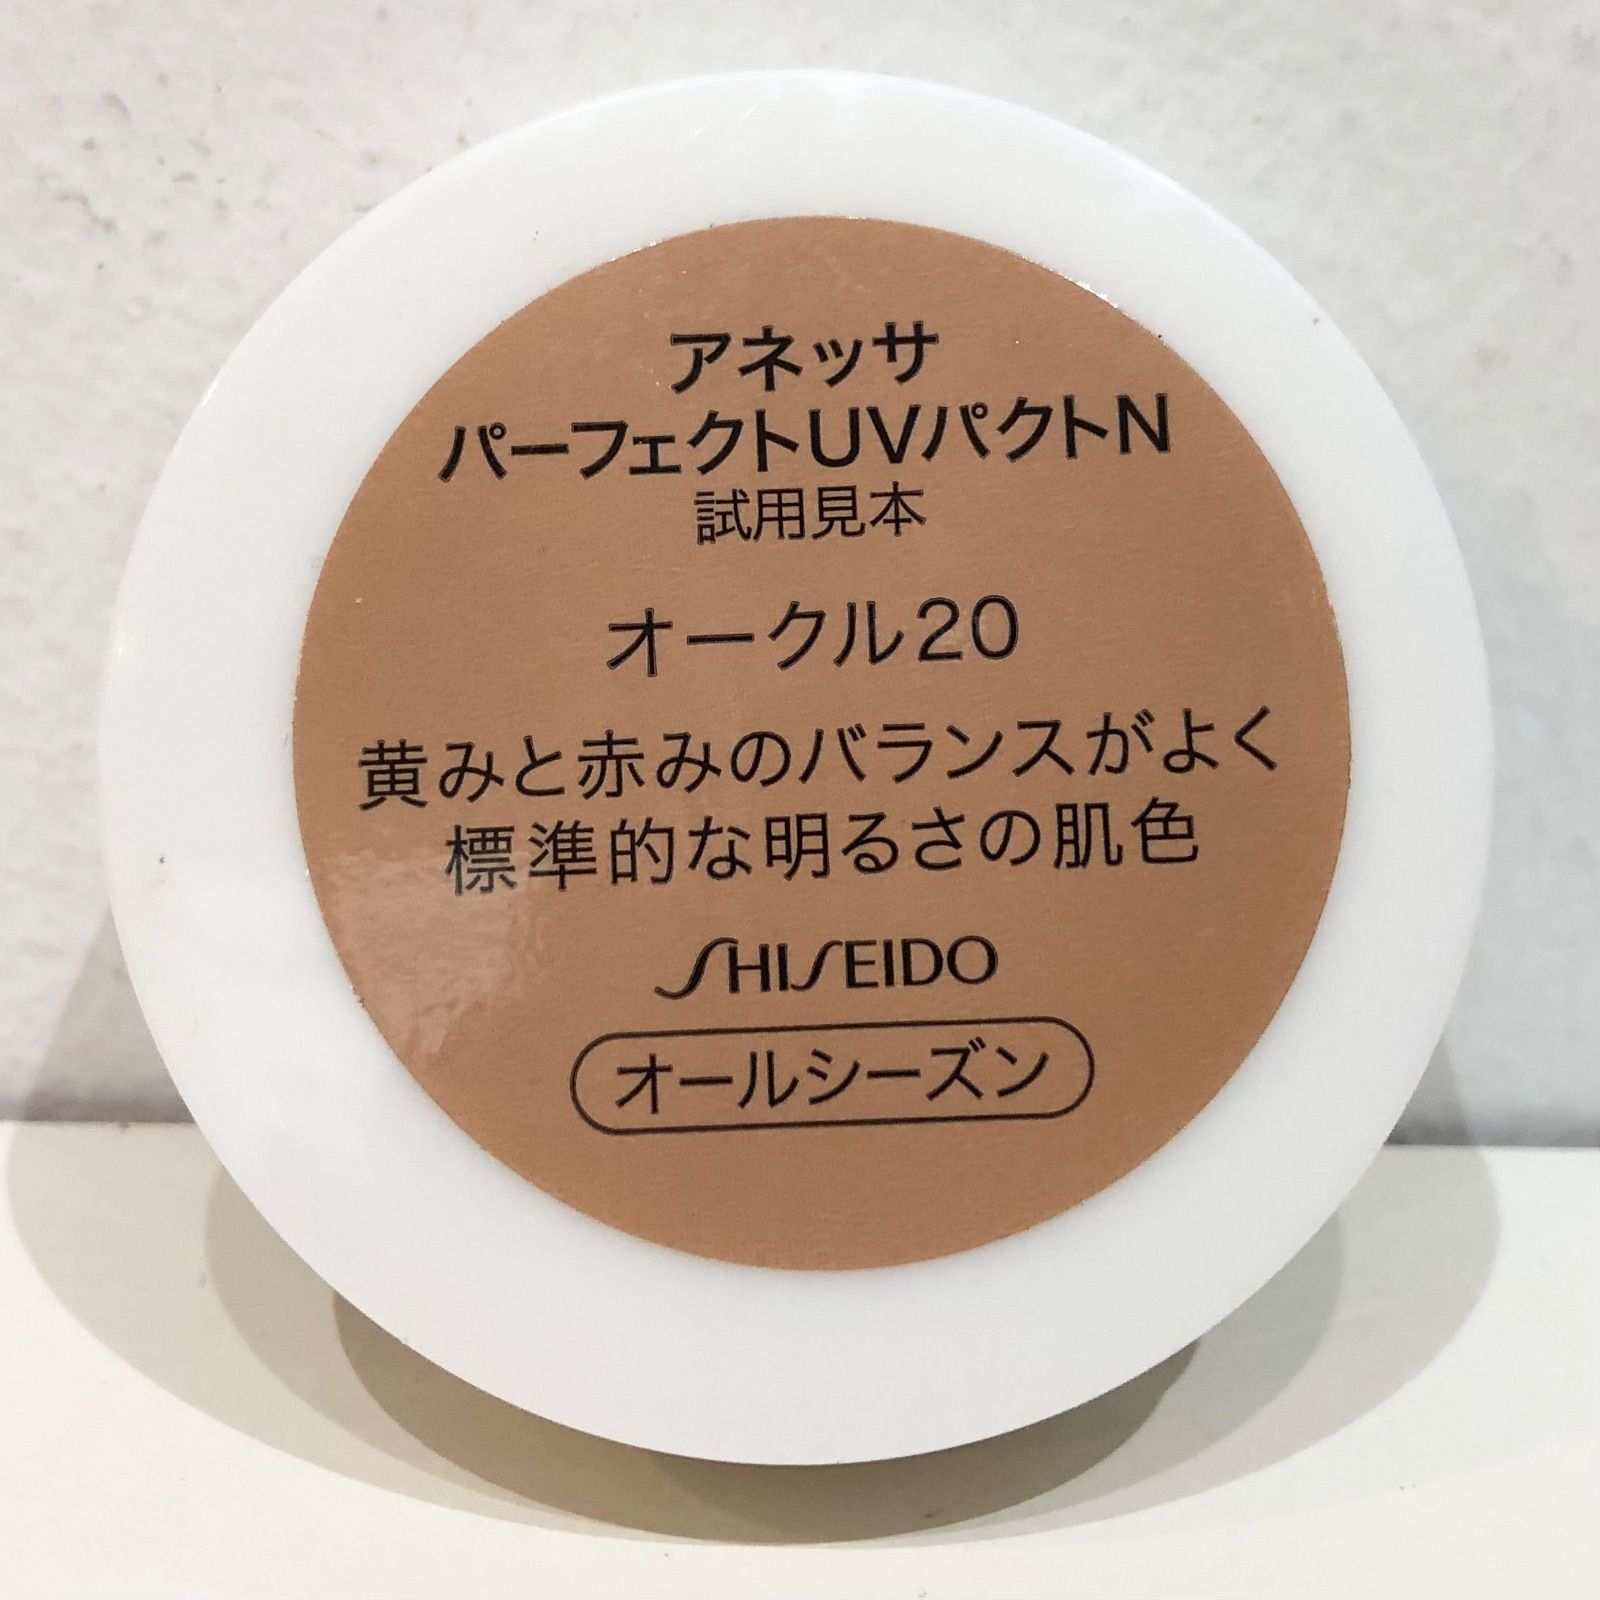 アネッサ
パーフェクトUVパクトN
試用見本
オークル20
黄みと赤みのバランスがよく
標準的な明るさの肌色
SHISEIDO
オールシーズン